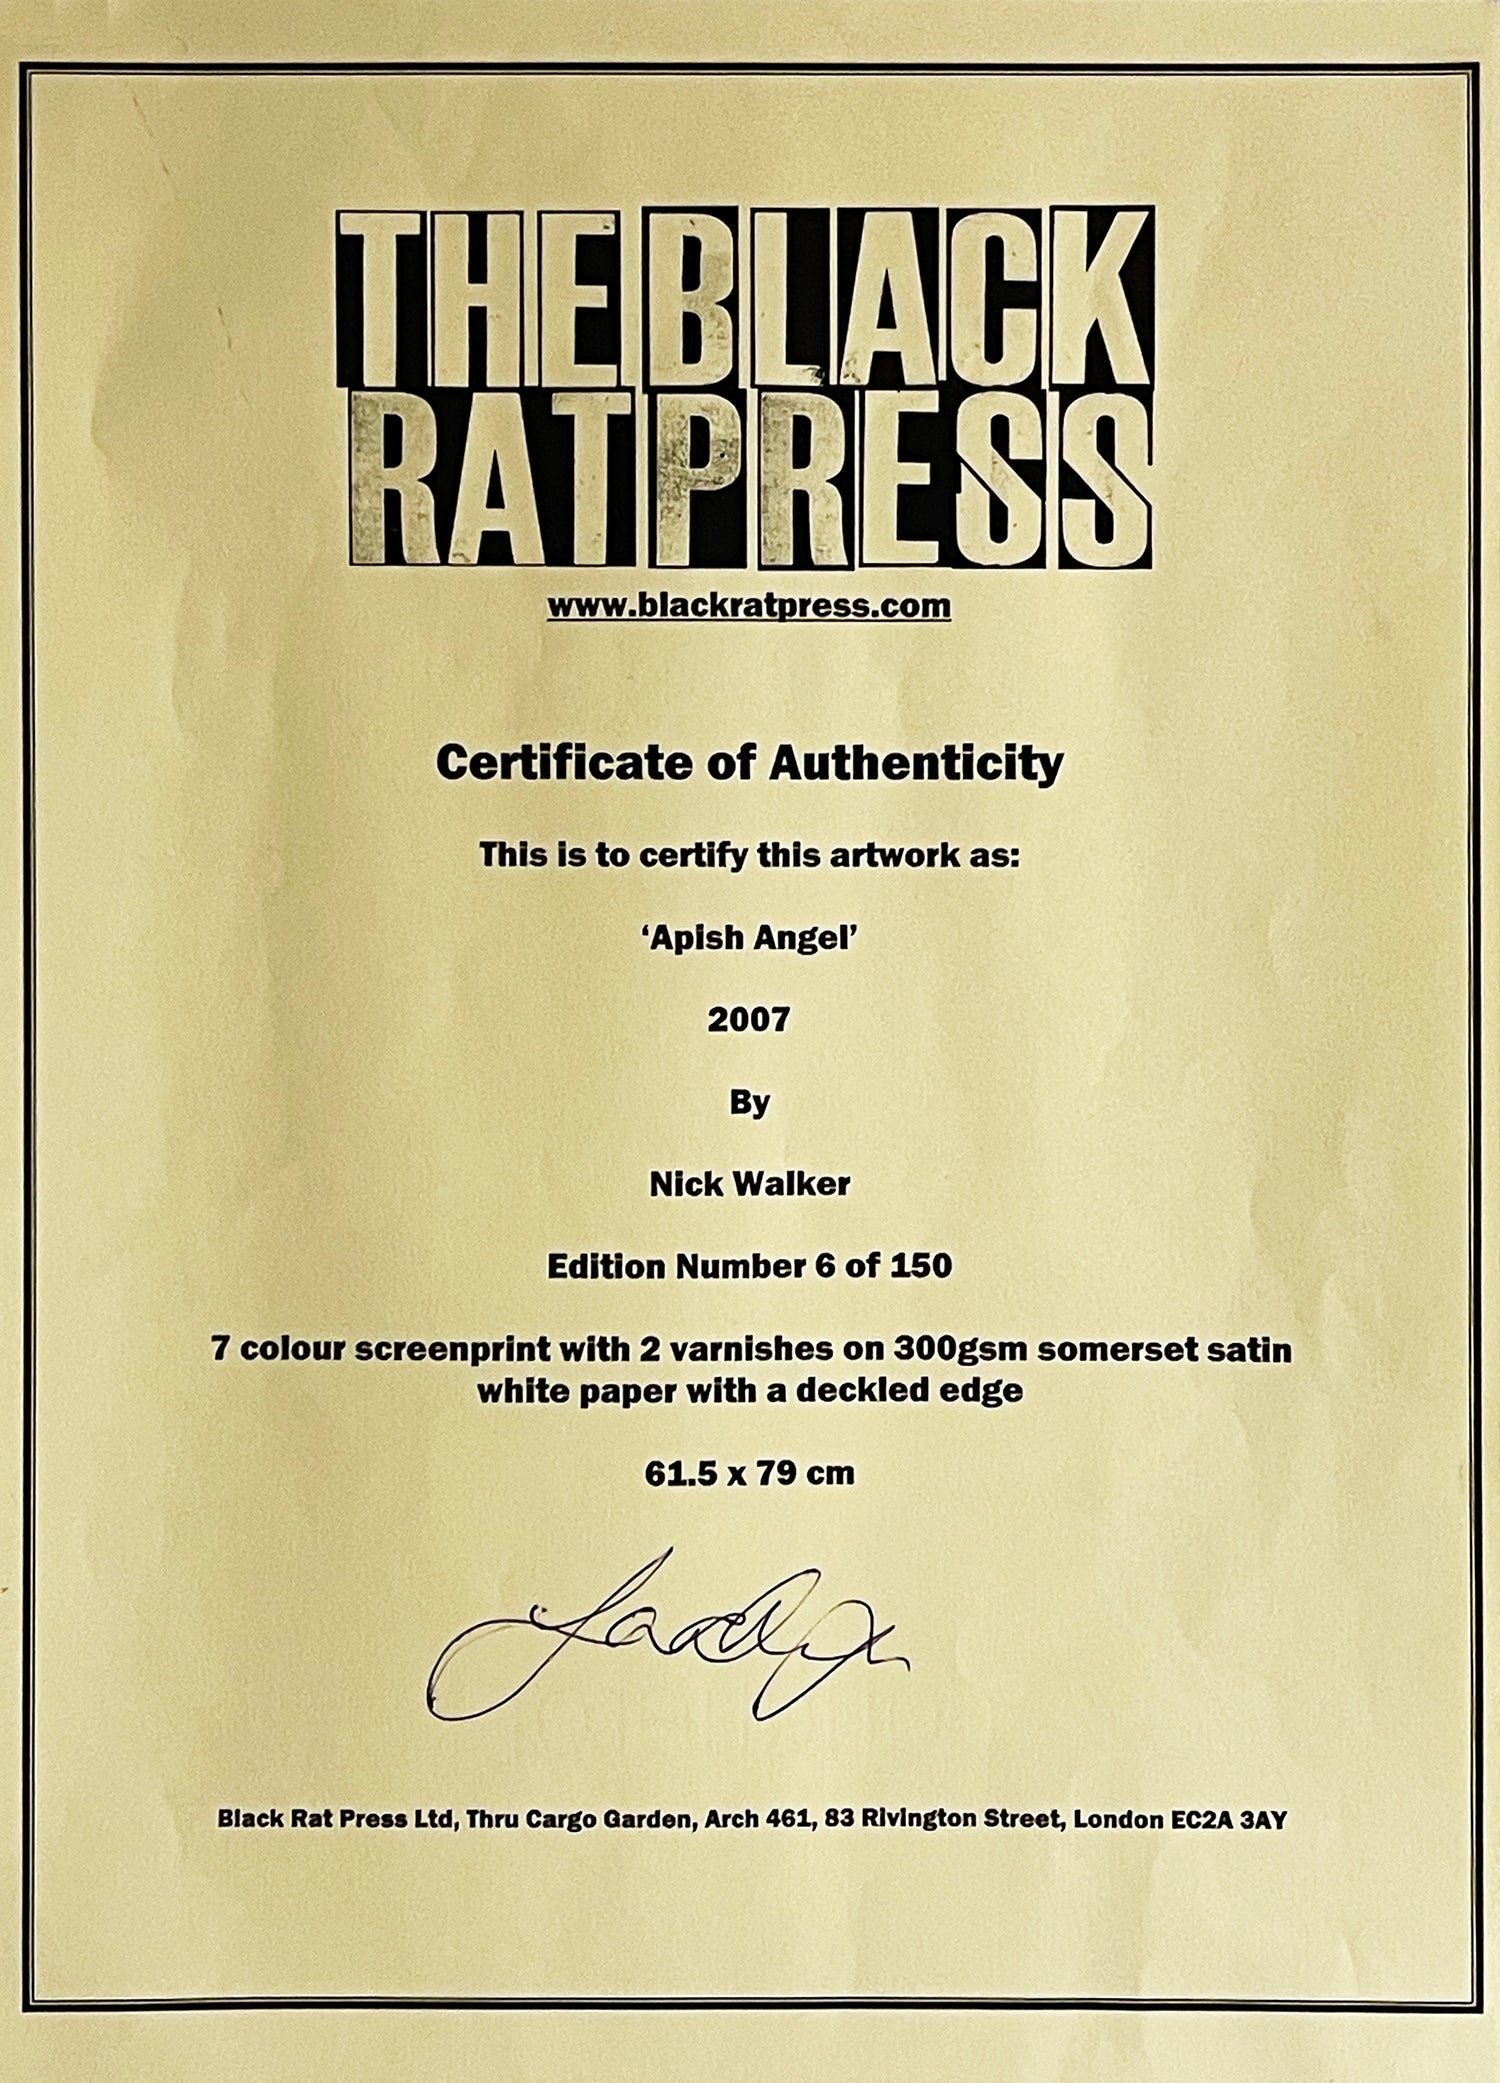 THE BLACK
RAT PRESS
www.blackratpress.com
Certificate of Authenticity
This is to certify this artwork as:
‘Apish Angel’
2007
By
Nick Walker
Edition Number 6 of 150
7 colour screenprint with 2 varnishes on 300gsm somerset satin
white paper with a deckled edge
61.5 x 79 cm
Black Rat Press Ltd, Thru Cargo Garden, Arch 461, 83 Rivington Street, London EC2A 3AY